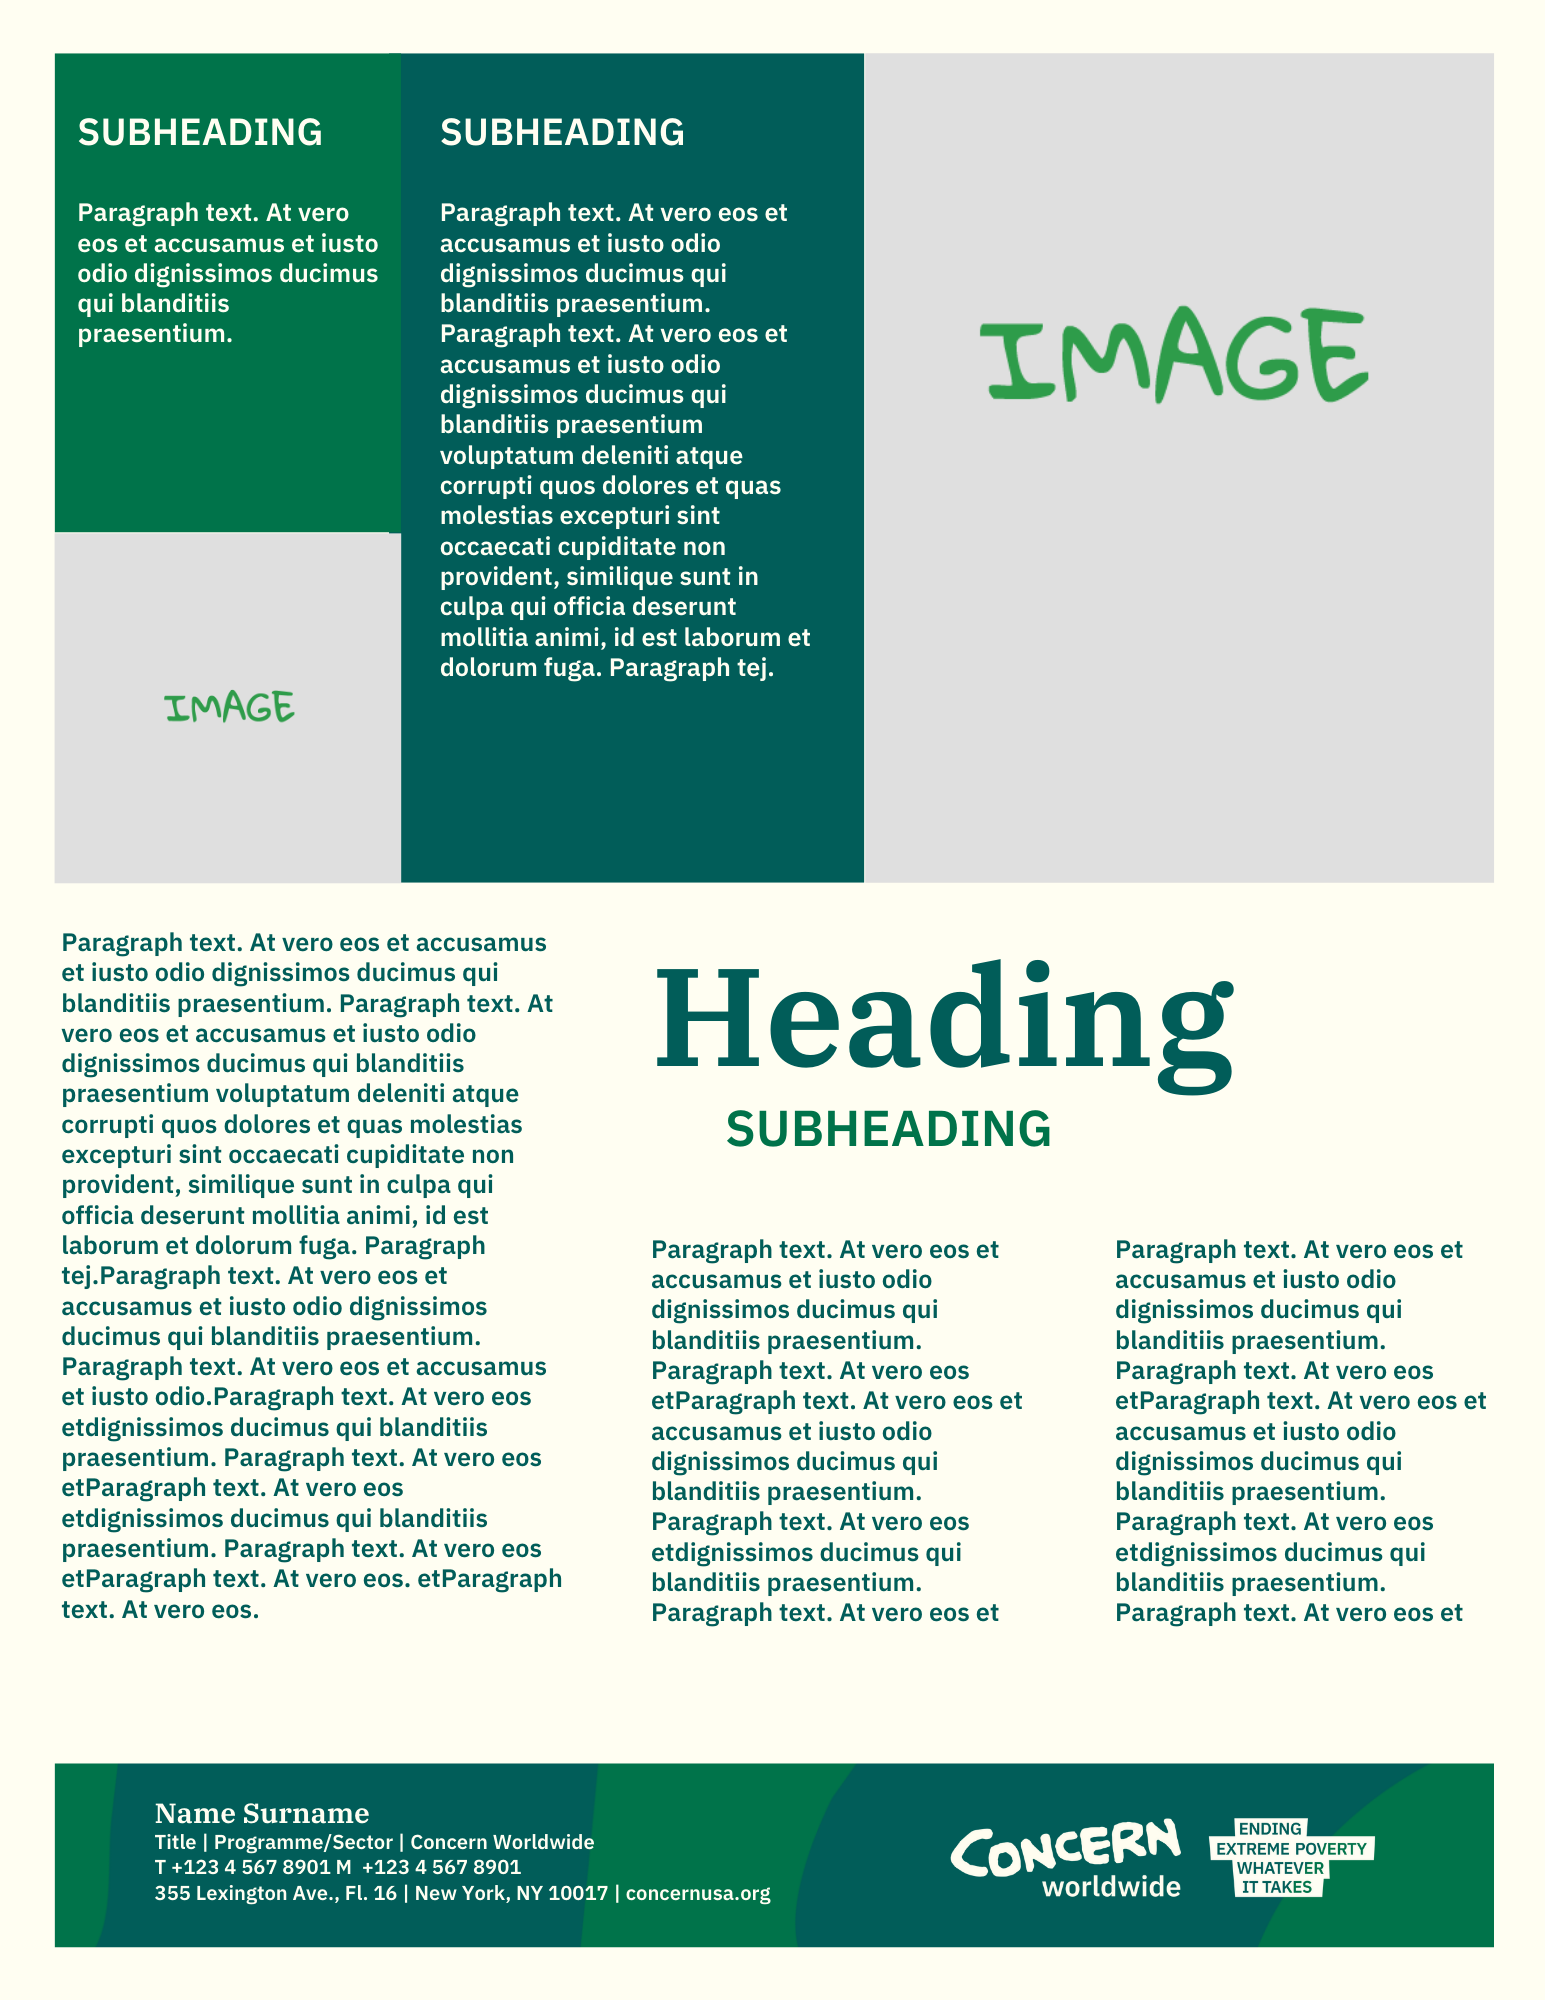 SUBHEADING
Paragraph text. At vero
eos et accusamus et iusto
odio dignissimos ducimus
qui blanditiis
praesentium.
IMAGE
SUBHEADING
Paragraph text. At vero eos et
accusamus et iusto odio
dignissimos ducimus qui
blanditiis praesentium.
Paragraph text. At vero eos et
accusamus et iusto odio
dignissimos ducimus qui
blanditiis praesentium
voluptatum deleniti atque
corrupti quos dolores et quas
molestias excepturi sint
occaecati cupiditate non
provident, similique sunt in
culpa qui officia deserunt
mollitia animi, id est laborum et
dolorum fuga. Paragraph tej.
IMAGE
Paragraph text. At vero eos et accusamus
et iusto odio dignissimos ducimus qui
blanditiis praesentium. Paragraph text. At
vero eos et accusamus et iusto odio
dignissimos ducimus qui blanditiis
praesentium voluptatum deleniti atque
corrupti quos dolores et quas molestias
excepturi sint occaecati cupiditate non
provident, similique sunt in culpa qui
officia deserunt mollitia animi, id est
laborum et dolorum fuga. Paragraph
tej.Paragraph text. At vero eos et
accusamus et iusto odio dignissimos
ducimus qui blanditiis praesentium.
Paragraph text. At vero eos et accusamus
et iusto odio.Paragraph text. At vero eos
etdignissimos ducimus qui blanditiis
praesentium. Paragraph text. At vero eos
etParagraph text. At vero eos
etdignissimos ducimus qui blanditiis
praesentium. Paragraph text. At vero eos
etParagraph text. At vero eos. etParagraph
text. At vero eos.
Heading
SUBHEADING
Paragraph text. At vero eos et
accusamus et iusto odio
dignissimos ducimus qui
blanditiis praesentium.
Paragraph text. At vero eos
etParagraph text. At vero eos et
accusamus et iusto odio
dignissimos ducimus qui
blanditiis praesentium.
Paragraph text. At vero eos
etdignissimos ducimus qui
blanditiis praesentium.
Paragraph text. At vero eos et
Paragraph text. At vero eos et
accusamus et iusto odio
dignissimos ducimus qui
blanditiis praesentium.
Paragraph text. At vero eos
etParagraph text. At vero eos et
accusamus et iusto odio
dignissimos ducimus qui
blanditiis praesentium.
Paragraph text. At vero eos
etdignissimos ducimus qui
blanditiis praesentium.
Paragraph text. At vero eos et
Name Surname
Title | Programme/Sector | Concern Worldwide
T +123 4 567 8901 M  +123 4 567 8901
355 Lexington Ave., Fl. 16 | New York, NY 10017 | concernusa.org
CONCERN
worldwide
ENDING
EXTREME POVERTY
WHATEVER
IT TAKES